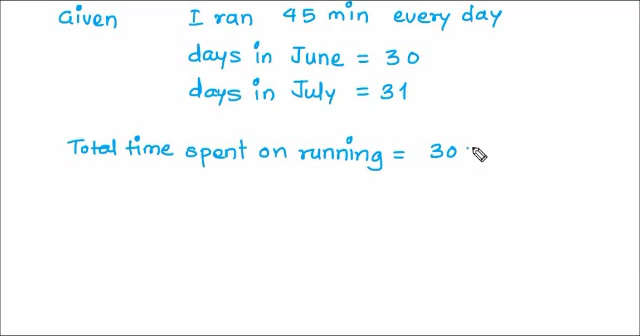 Given I ran 45 min every day
days in June = 30
days in July = 31
Total time spent on running = 30